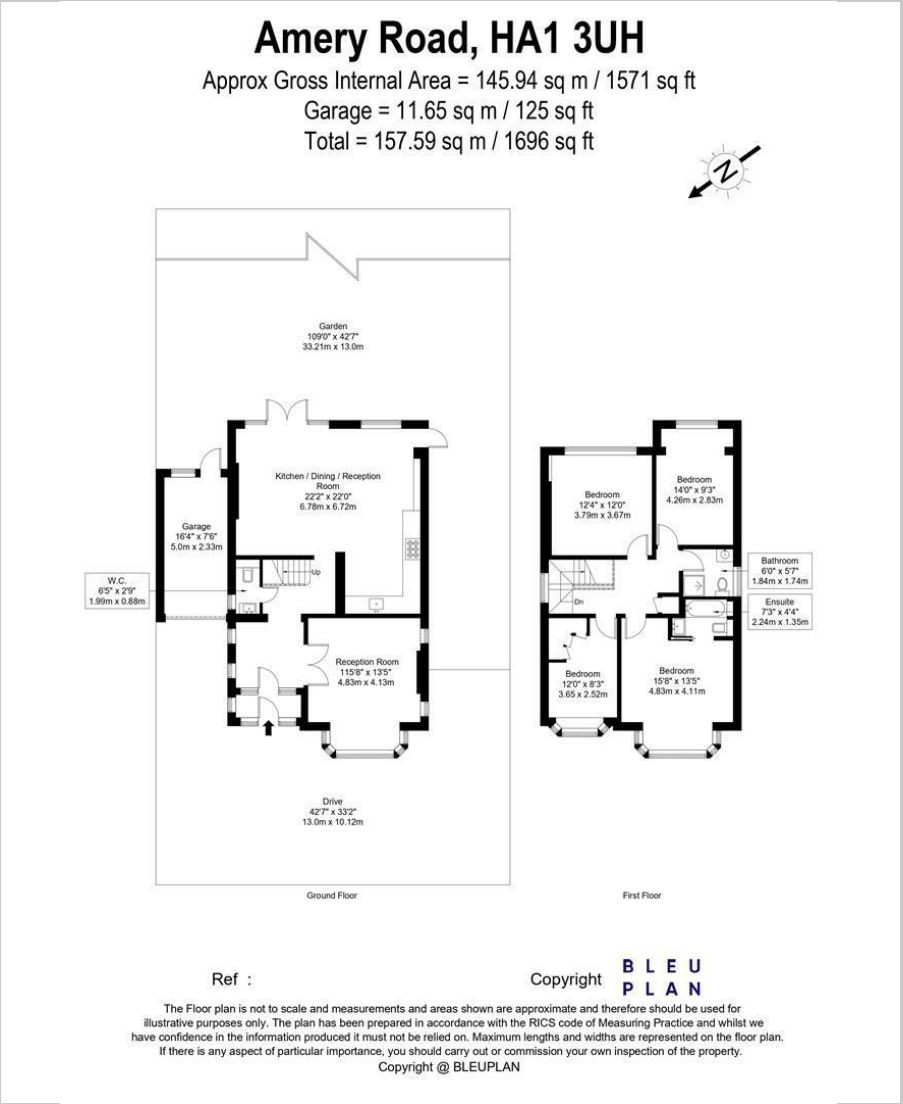 Amery Road, HA1 3UH
Approx Gross Internal Area = 145.94 sq m / 1571 sq ft
Garage = 11.65 sq m / 125 sq ft
Total = 157.59 sq m / 1696 sq ft
N
Garden
109'0" x 42'7"
33.21m x 13.0m
Kitchen / Dining / Reception
Room
22'2" x 22'0"
6.78m x 6.72m
Garage
16'4" x 7'6"
5.0m x 2.33m
W.C.
6'5" x 2'9"
1.99m x 0.88m
Up
Reception Room
115'8" x 13'5"
4.83m x 4.13m
Drive
42'7" x 33'2"
13.0m x 10.12m
Ground Floor
Bedroom
12'4" x 12'0"
3.79m x 3.67m
Bedroom
14'0" x 9'3"
4.26m x 2.83m
Bathroom
6'0" x 5'7"
1.84m x 1.74m
Ensuite
7'3" x 4'4"
2.24m x 1.35m
Dn
Bedroom
12'0" x 8'3"
3.65 x 2.52m
Bedroom
15'8" x 13'5"
4.83m x 4.11m
First Floor
Ref :
Copyright
BLEU
PLAN
The Floor plan is not to scale and measurements and areas shown are approximate and therefore should be used for
illustrative purposes only. The plan has been prepared in accordance with the RICS code of Measuring Practice and whilst we
have confidence in the information produced it must not be relied on. Maximum lengths and widths are represented on the floor plan.
If there is any aspect of particular importance, you should carry out or commission your own inspection of the property.
Copyright @ BLEUPLAN